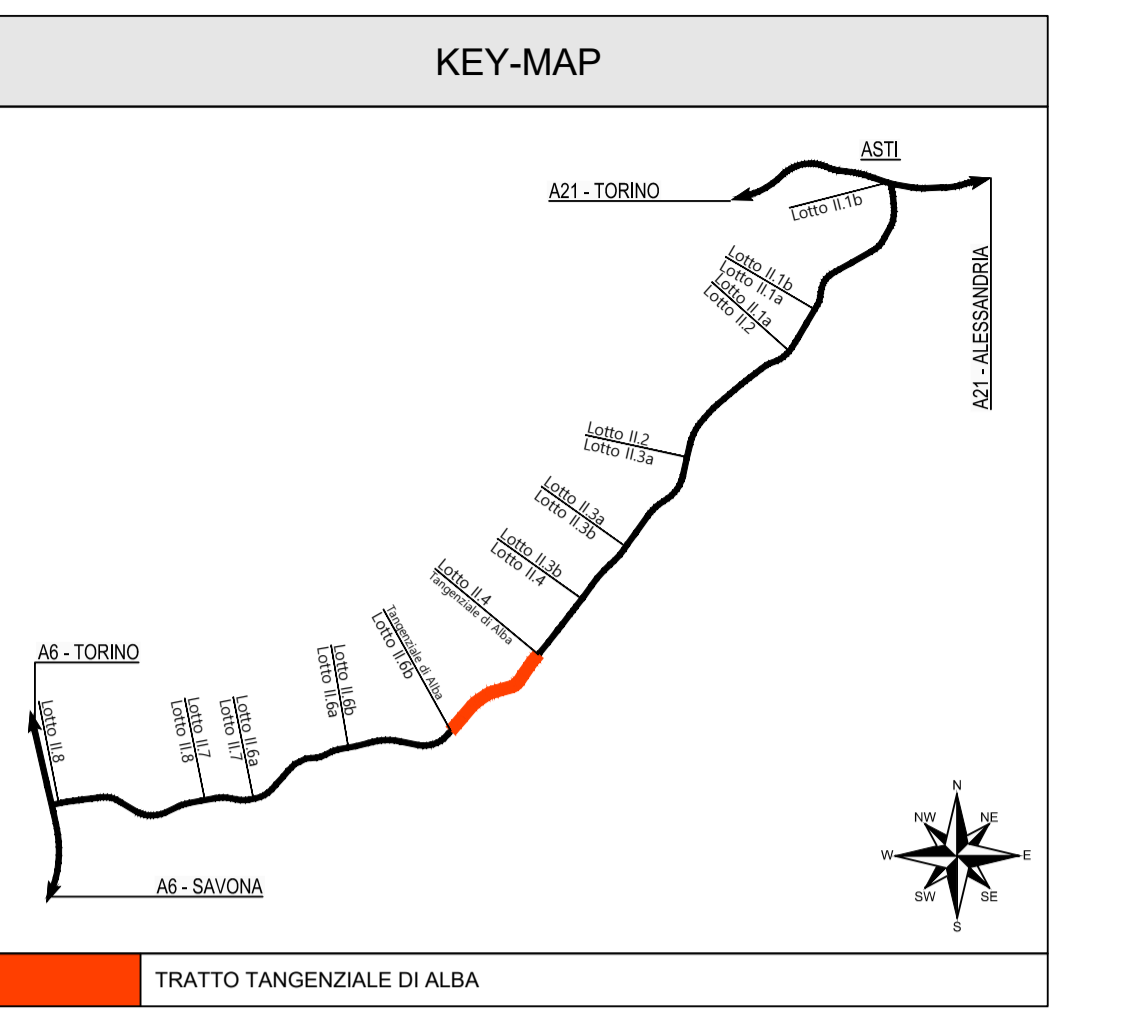 KEY-MAP
ASTI
A21 - TORINO
Lotto II.1b
A21 - ALESSANDRIA
Lotto II.1b
Lotto II.1a
Lotto II.1a
Lotto II.2
Lotto II.2
Lotto II.3a
Lotto II.3a
Lotto II.3b
Lotto II.3b
Lotto II.4
Lotto II.4
Tangenziale di Alba
Tangenziale di Alba
Lotto II.6b
Lotto II.6b
Lotto II.6a
Lotto II.6a
Lotto II.7
Lotto II.7
Lotto II.8
Lotto II.8
A6 - TORINO
A6 - SAVONA
N
NW
NE
W
E
SW
SE
S
TRATTO TANGENZIALE DI ALBA